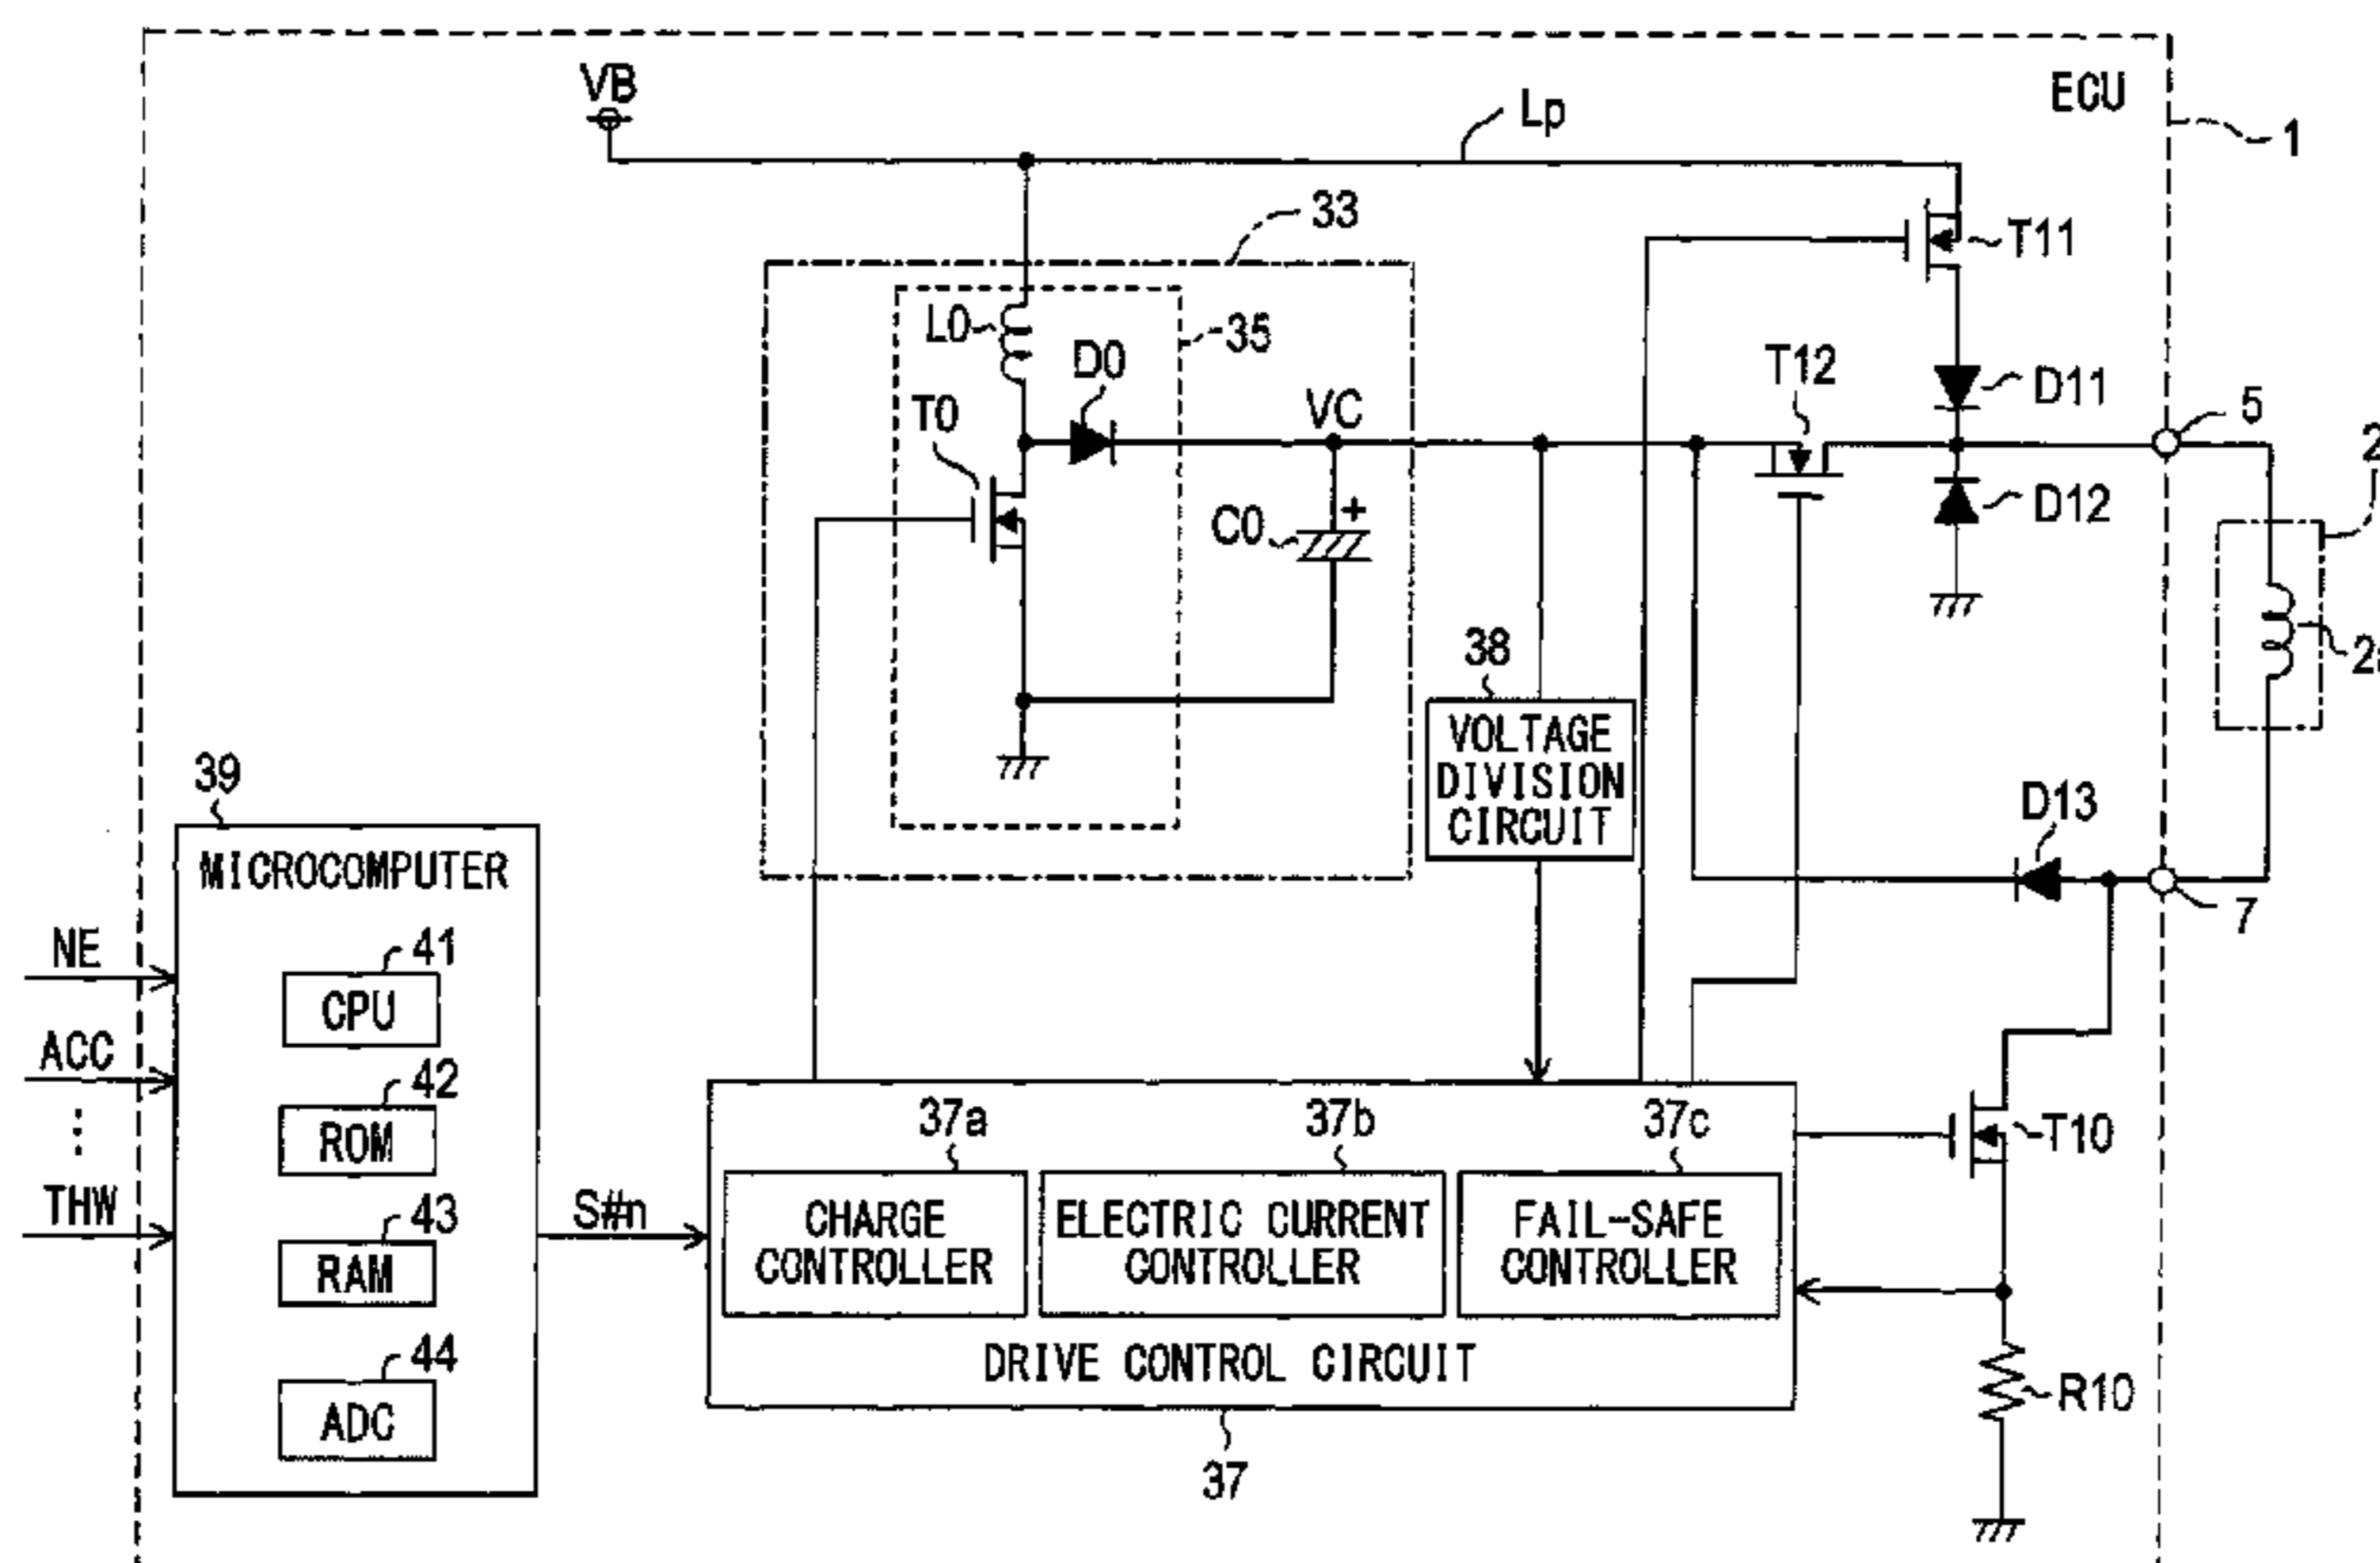 VB
Lp
ECU
1
33
T11
L0
35
D0
T12
D11
5
T0
VC
2
C0
+
D12
38
VOLTAGE
DIVISION
CIRCUIT
39
D13
MICROCOMPUTER
7
NE
41
CPU
ACC
42
ROM
37a
37b
37c
T10
THW
43
RAM
S#n
CHARGE
CONTROLLER
ELECTRIC CURRENT
CONTROLLER
FAIL-SAFE
CONTROLLER
44
ADC
DRIVE CONTROL CIRCUIT
R10
37